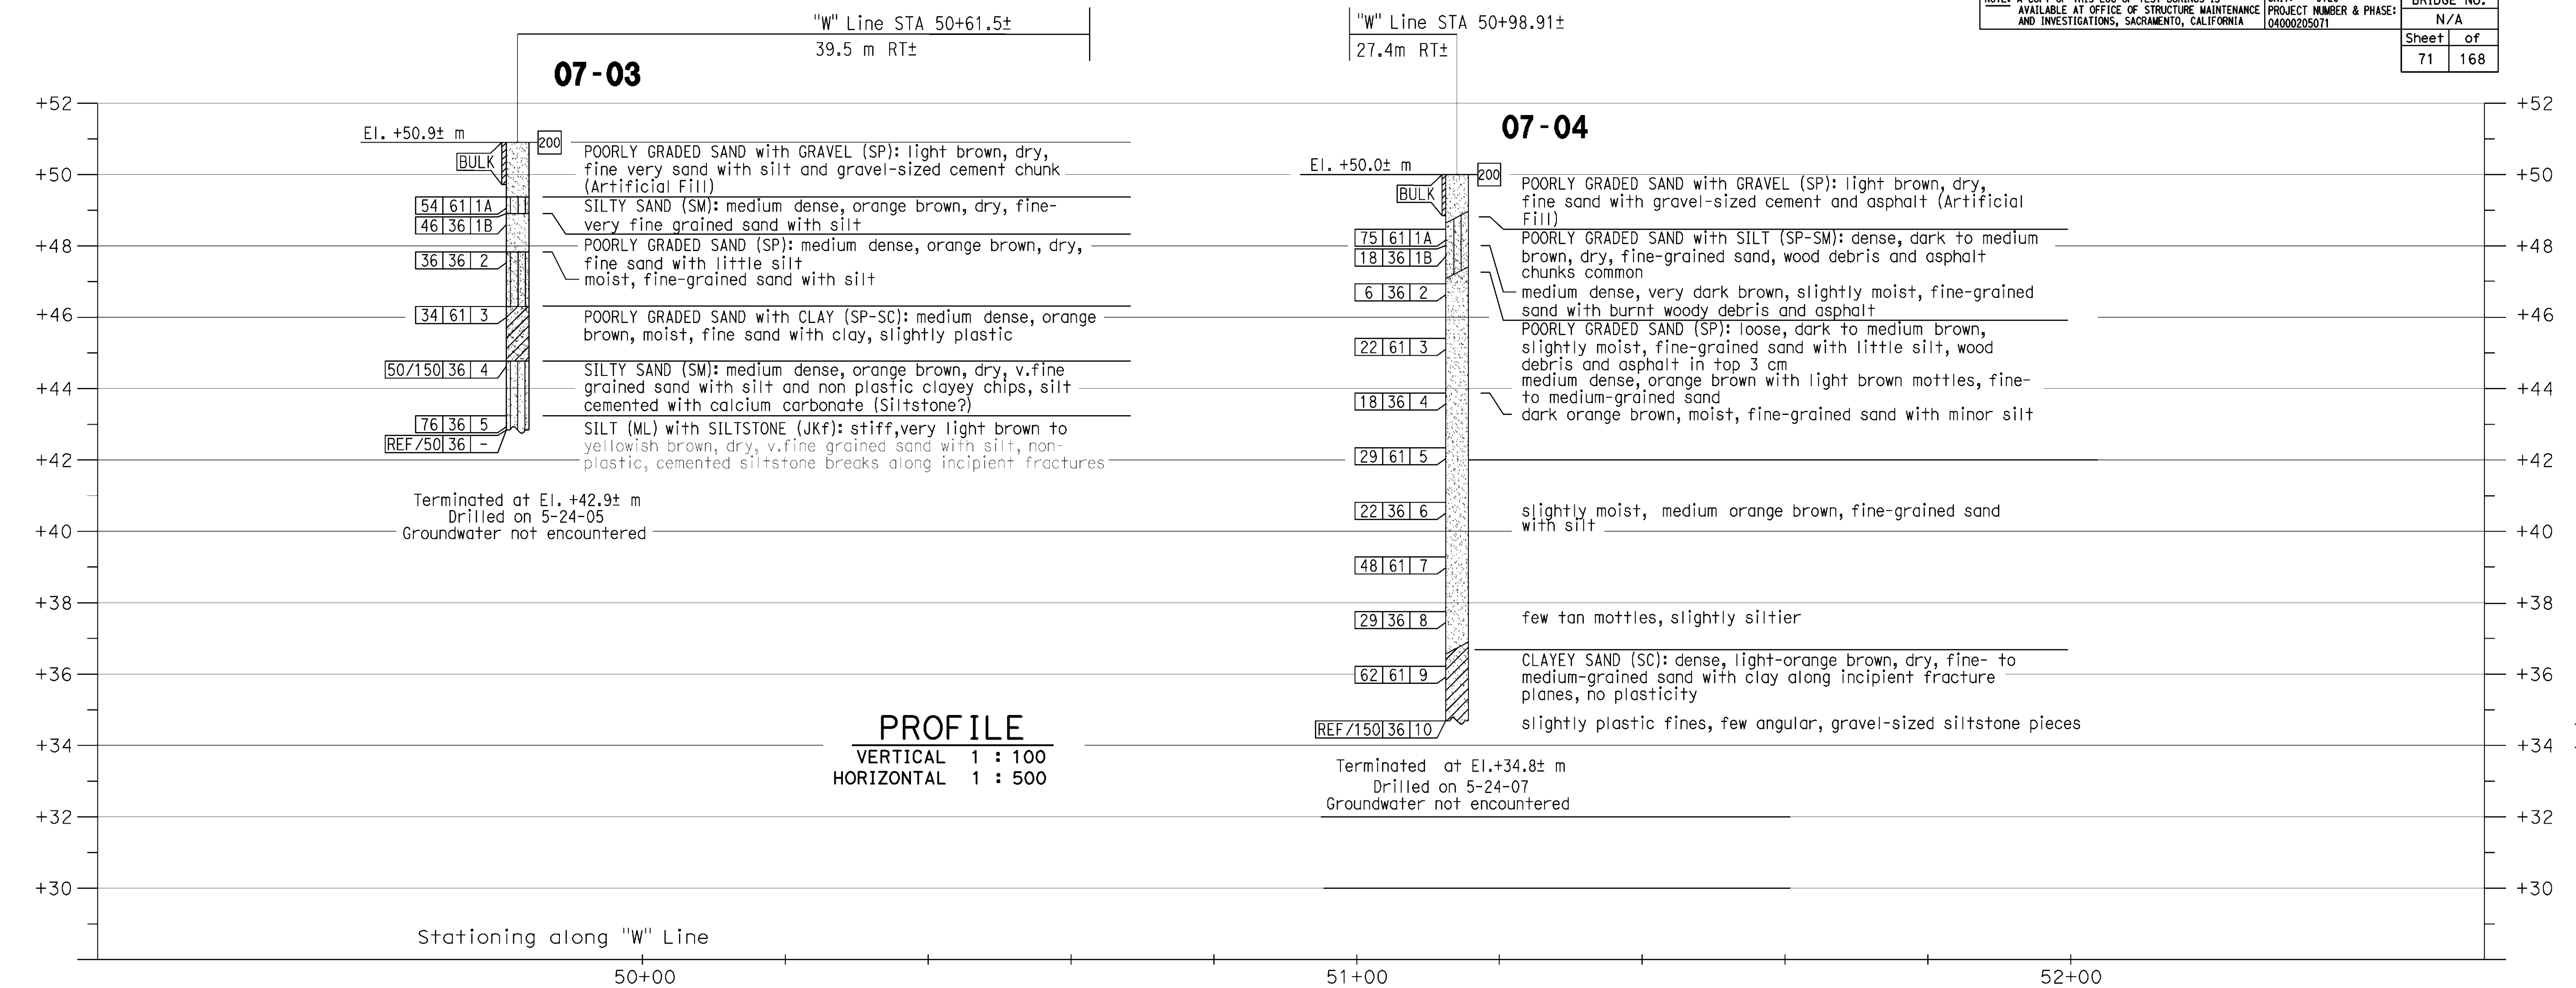 AVAILABLE AT OFFICE OF STRUCTURE MAINTENANCE
AND INVESTIGATIONS, SACRAMENTO, CALIFORNIA
PROJECT NUMBER & PHASE:
04000205071
BRIDGE NO.
N/A
Sheet of
71 168
"W" Line STA 50+61.5±
39.5 m RT±
07-03
"W" Line STA 50+98.91±
27.4m RT±
07-04
+52
+50
+48
+46
+44
+42
+40
+38
+36
+34
+32
+30
El. +50.9± m
200
BULK
54 61 1A
46 36 1B
36 36 2
34 61 3
50/150 36 4
76 36 5
REF/50 36 -
POORLY GRADED SAND with GRAVEL (SP): light brown, dry,
fine very sand with silt and gravel-sized cement chunk
(Artificial Fill)
SILTY SAND (SM): medium dense, orange brown, dry, fine-
very fine grained sand with silt
POORLY GRADED SAND (SP): medium dense, orange brown, dry,
fine sand with little silt
moist, fine-grained sand with silt
POORLY GRADED SAND with CLAY (SP-SC): medium dense, orange
brown, moist, fine sand with clay, slightly plastic
SILTY SAND (SM): medium dense, orange brown, dry, v.fine
grained sand with silt and non plastic clayey chips, silt
cemented with calcium carbonate (Siltstone?)
SILT (ML) with SILTSTONE (JKf): stiff,very light brown to
yellowish brown, dry, v.fine grained sand with silt, non-
plastic, cemented siltstone breaks along incipient fractures
Terminated at El. +42.9± m
Drilled on 5-24-05
Groundwater not encountered
El. +50.0± m
200
BULK
75 61 1A
18 36 1B
6 36 2
22 61 3
18 36 4
29 61 5
22 36 6
48 61 7
29 36 8
62 61 9
REF/150 36 10
POORLY GRADED SAND with GRAVEL (SP): light brown, dry,
fine sand with gravel-sized cement and asphalt (Artificial
Fill)
POORLY GRADED SAND with SILT (SP-SM): dense, dark to medium
brown, dry, fine-grained sand, wood debris and asphalt
chunks common
medium dense, very dark brown, slightly moist, fine-grained
sand with burnt woody debris and asphalt
POORLY GRADED SAND (SP): loose, dark to medium brown,
slightly moist, fine-grained sand with little silt, wood
debris and asphalt in top 3 cm
medium dense, orange brown with light brown mottles, fine-
to medium-grained sand
dark orange brown, moist, fine-grained sand with minor silt
slightly moist, medium orange brown, fine-grained sand
with silt
few tan mottles, slightly siltier
CLAYEY SAND (SC): dense, light-orange brown, dry, fine- to
medium-grained sand with clay along incipient fracture
planes, no plasticity
slightly plastic fines, few angular, gravel-sized siltstone pieces
Terminated at El.+34.8± m
Drilled on 5-24-07
Groundwater not encountered
+52
+50
+48
+46
+44
+42
+40
+38
+36
+34
+32
+30
PROFILE
VERTICAL 1 : 100
HORIZONTAL 1 : 500
Stationing along "W" Line
50+00
51+00
52+00